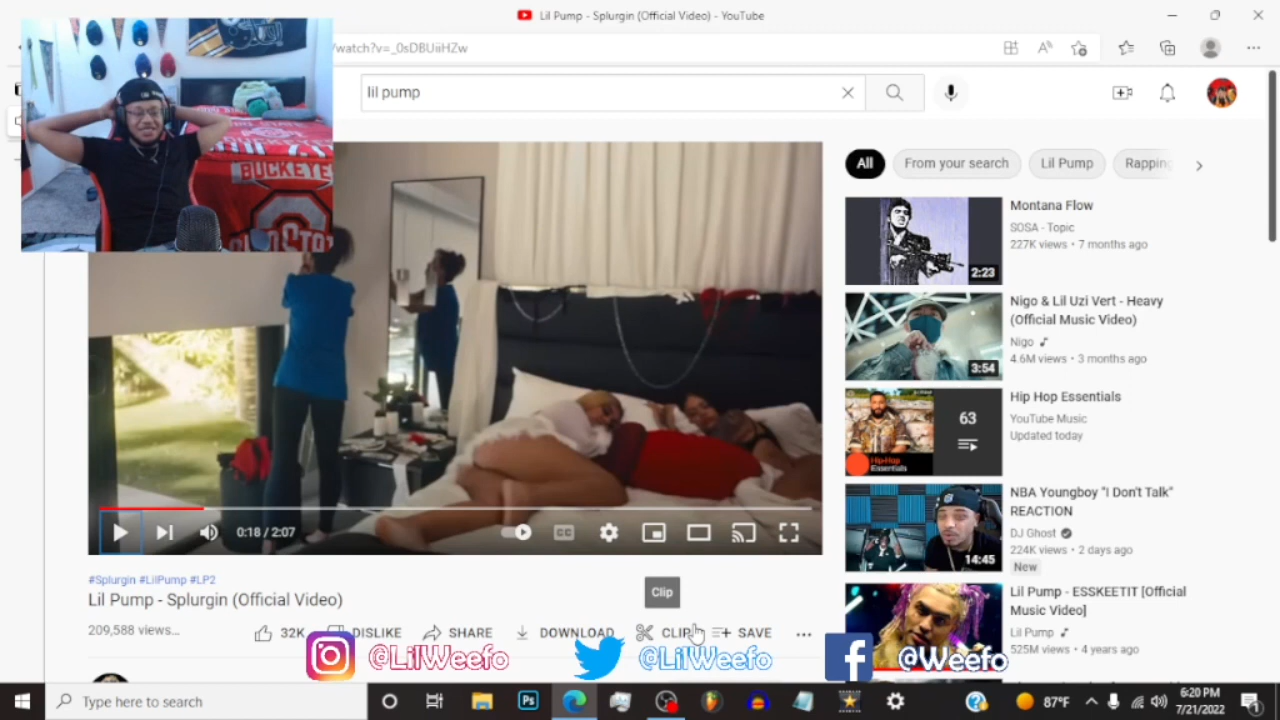 Lil Pump - Splurgin (Official Video) - YouTube
/watch?v=_0sDBUiiHZw
lil pump
BUCKEYE
All
From your search
Lil Pump
Rapping
Montana Flow
SOSA - Topic
227K views • 7 months ago
2:23
Nigo & Lil Uzi Vert - Heavy
(Official Music Video)
Nigo
4.6M views • 3 months ago
3:54
Hip Hop Essentials
YouTube Music
Updated today
63
Hip-Hop
Essentials
NBA Youngboy "I Don't Talk"
REACTION
DJ Ghost
224K views • 2 days ago
New
14:45
Lil Pump - ESSKEETIT [Official
Music Video]
Lil Pump
525M views • 4 years ago
0:18 / 2:07
CC
#Splurgin #LilPump #LP2
Lil Pump - Splurgin (Official Video)
Clip
209,588 views...
32K
DISLIKE
SHARE
DOWNLOAD
CLIP
SAVE
@LilWeefo
@LilWeefo
@Weefo
Type here to search
Ps
87°F
6:20 PM
7/21/2022